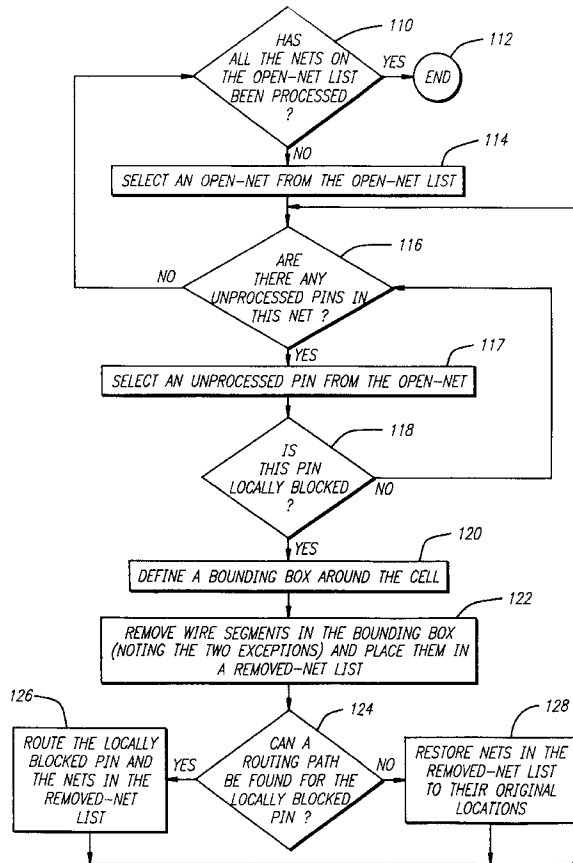 110
HAS
ALL THE NETS ON
THE OPEN-NET LIST
BEEN PROCESSED
?
YES
112
END
NO
114
SELECT AN OPEN-NET FROM THE OPEN-NET LIST
116
ARE
THERE ANY
UNPROCESSED PINS IN
THIS NET ?
NO
YES
117
SELECT AN UNPROCESSED PIN FROM THE OPEN-NET
118
IS
THIS PIN
LOCALLY BLOCKED
?
NO
YES
120
DEFINE A BOUNDING BOX AROUND THE CELL
122
REMOVE WIRE SEGMENTS IN THE BOUNDING BOX
(NOTING THE TWO EXCEPTIONS) AND PLACE THEM IN
A REMOVED-NET LIST
124
CAN A
ROUTING PATH
BE FOUND FOR THE
LOCALLY BLOCKED
PIN ?
YES
NO
126
ROUTE THE LOCALLY
BLOCKED PIN AND
THE NETS IN THE
REMOVED-NET
LIST
128
RESTORE NETS IN THE
REMOVED-NET LIST
TO THEIR ORIGINAL
LOCATIONS